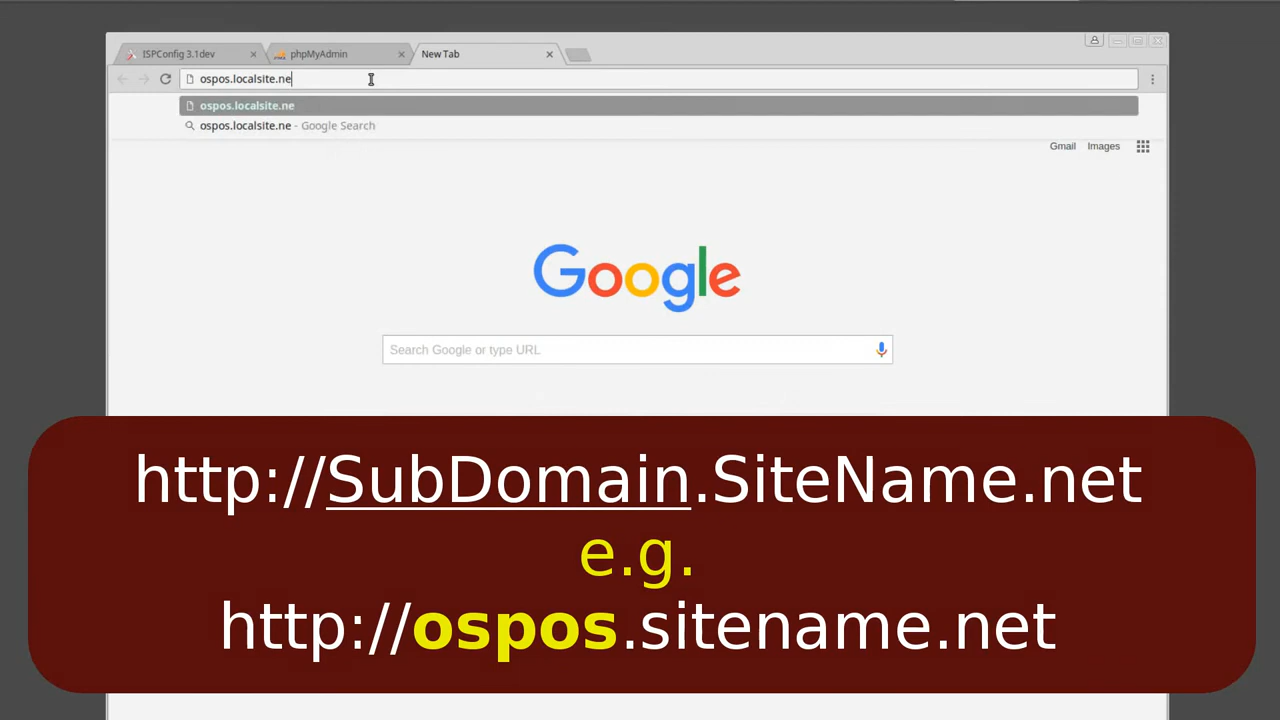 ISPConfig 3.1dev
phpMyAdmin
New Tab
ospos.localsite.ne
ospos.localsite.ne
ospos.localsite.ne - Google Search
Gmail Images
Google
Search Google or type URL
http://SubDomain.SiteName.net
e.g.
http://ospos.sitename.net